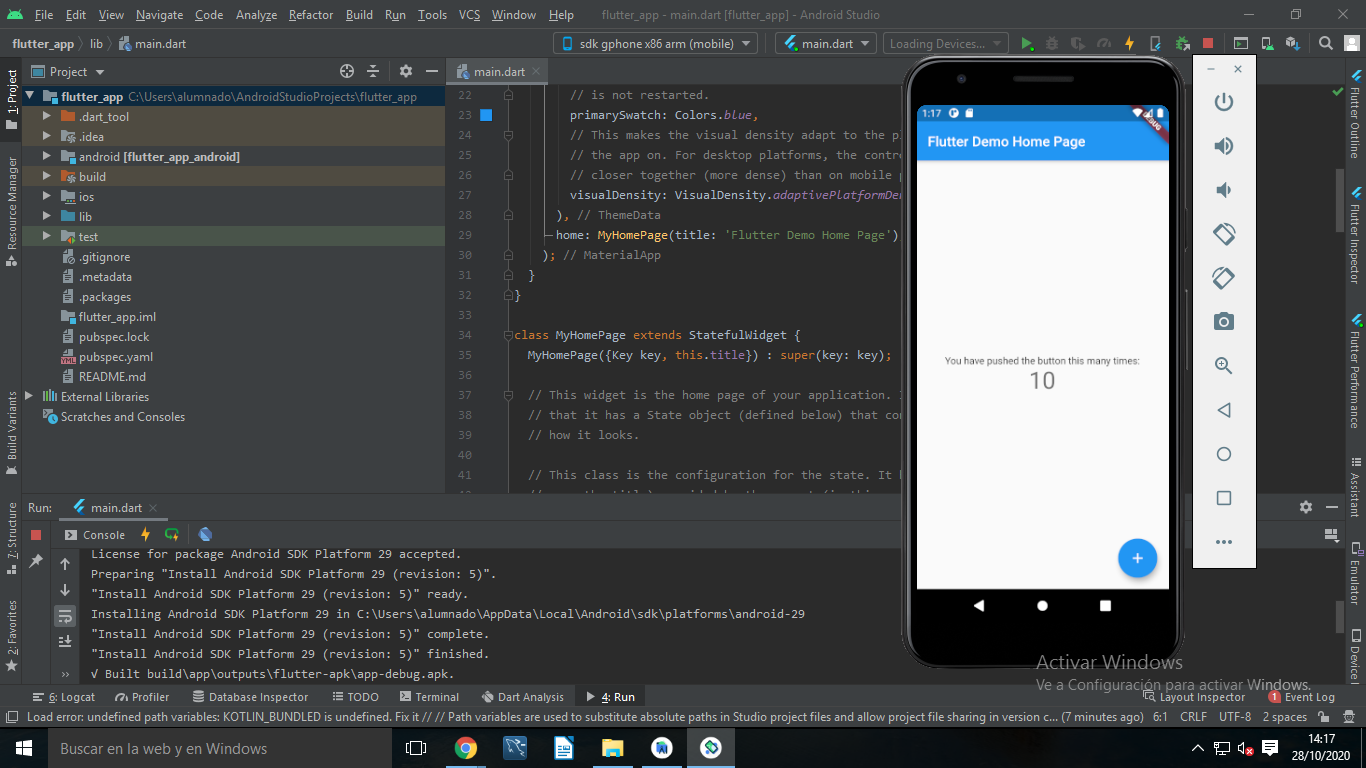 File Edit View Navigate Code Analyze Refactor Build Run Tools VCS Window Help flutter_app - main.dart [flutter_app] - Android Studio
flutter_app lib main.dart sdk gphone x86 arm (mobile) main.dart Loading Devices...
Project main.dart
flutter_app C:\Users\alumnado\AndroidStudioProjects\flutter_app
.dart_tool
.idea
android [flutter_app_android]
build
ios
lib
test
.gitignore
.metadata
.packages
flutter_app.iml
pubspec.lock
pubspec.yaml
README.md
External Libraries
Scratches and Consoles
1: Project
Resource Manager
Build Variants
7: Structure
2: Favorites
22 // is not restarted.
23 primarySwatch: Colors.blue,
24 // This makes the visual density adapt to the pl
25 // the app on. For desktop platforms, the contro
26 // closer together (more dense) than on mobile p
27 visualDensity: VisualDensity.adaptivePlatformDe
28 ), // ThemeData
29 home: MyHomePage(title: 'Flutter Demo Home Page')
30 ); // MaterialApp
31 }
32 }
33
34 class MyHomePage extends StatefulWidget {
35 MyHomePage({Key key, this.title}) : super(key: key);
36
37 // This widget is the home page of your application.
38 // that it has a State object (defined below) that co
39 // how it looks.
40
41 // This class is the configuration for the state. It
1:17
DEBUG
Flutter Demo Home Page
You have pushed the button this many times:
10
+
Flutter Outline
Flutter Inspector
Flutter Performance
Assistant
Emulator
Run: main.dart
Console
License for package Android SDK Platform 29 accepted.
Preparing "Install Android SDK Platform 29 (revision: 5)".
"Install Android SDK Platform 29 (revision: 5)" ready.
Installing Android SDK Platform 29 in C:\Users\alumnado\AppData\Local\Android\sdk\platforms\android-29
"Install Android SDK Platform 29 (revision: 5)" complete.
"Install Android SDK Platform 29 (revision: 5)" finished.
√ Built build\app\outputs\flutter-apk\app-debug.apk.
Activar Windows
Ve a Configuración para activar Windows.
6: Logcat Profiler Database Inspector TODO Terminal Dart Analysis 4: Run Layout Inspector 1 Event Log
Load error: undefined path variables: KOTLIN_BUNDLED is undefined. Fix it // // Path variables are used to substitute absolute paths in Studio project files and allow project file sharing in version c... (7 minutes ago) 6:1 CRLF UTF-8 2 spaces
Buscar en la web y en Windows
14:17
28/10/2020